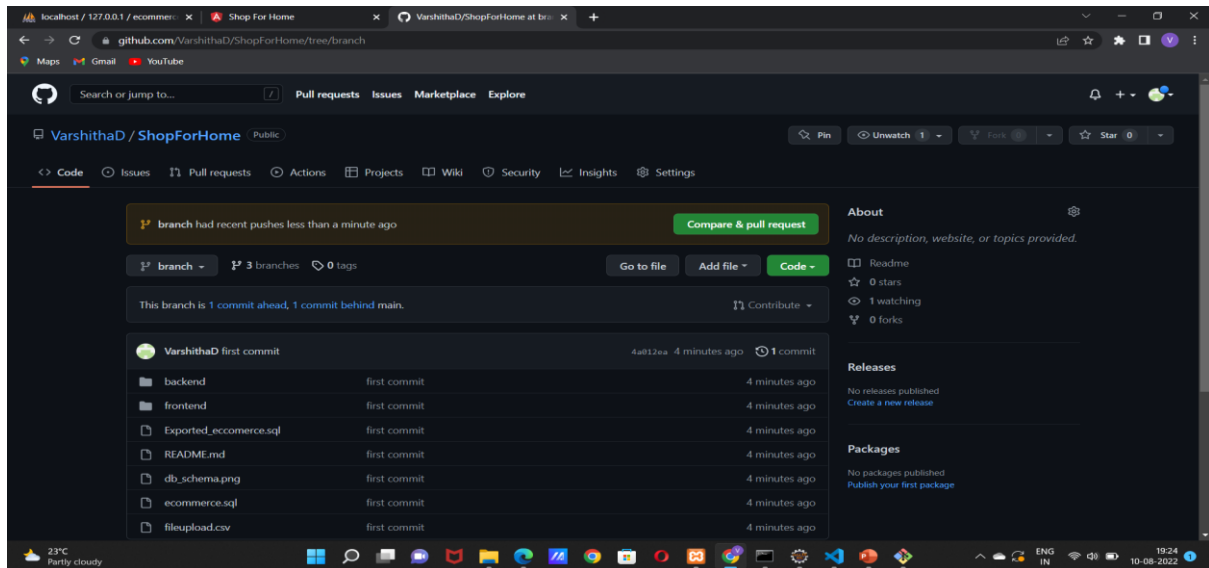 localhost / 127.0.0.1 / ecommerc
Shop For Home
VarshithaD/ShopForHome at bra
github.com/VarshithaD/ShopForHome/tree/branch
V
Maps Gmail YouTube
Search or jump to... /
Pull requests Issues Marketplace Explore
VarshithaD / ShopForHome Public
Pin Unwatch 1 Fork 0 Star 0
Code Issues Pull requests Actions Projects Wiki Security Insights Settings
branch had recent pushes less than a minute ago Compare & pull request
branch 3 branches 0 tags Go to file Add file Code
This branch is 1 commit ahead, 1 commit behind main. Contribute
VarshithaD first commit 4a012ea 4 minutes ago 1 commit
backend first commit 4 minutes ago
frontend first commit 4 minutes ago
Exported_eccomerce.sql first commit 4 minutes ago
README.md first commit 4 minutes ago
db_schema.png first commit 4 minutes ago
ecommerce.sql first commit 4 minutes ago
fileupload.csv first commit 4 minutes ago
About
No description, website, or topics provided.
Readme
0 stars
1 watching
0 forks
Releases
No releases published
Create a new release
Packages
No packages published
Publish your first package
23°C
Partly cloudy
ENG
IN
19:24
10-08-2022
1